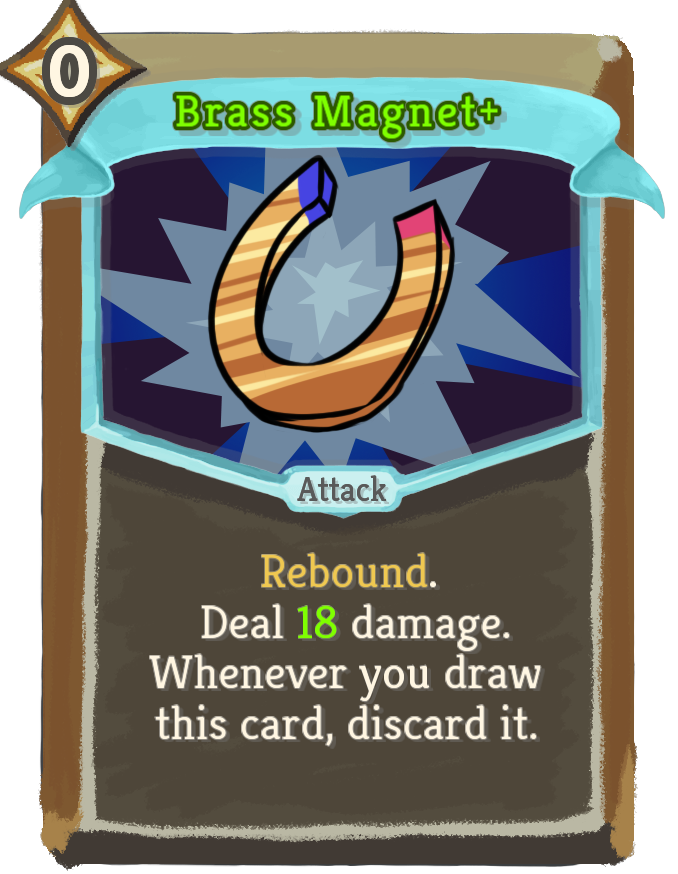 0
Brass Magnet+
Attack
Rebound.
Deal 18 damage.
Whenever you draw
this card, discard it.